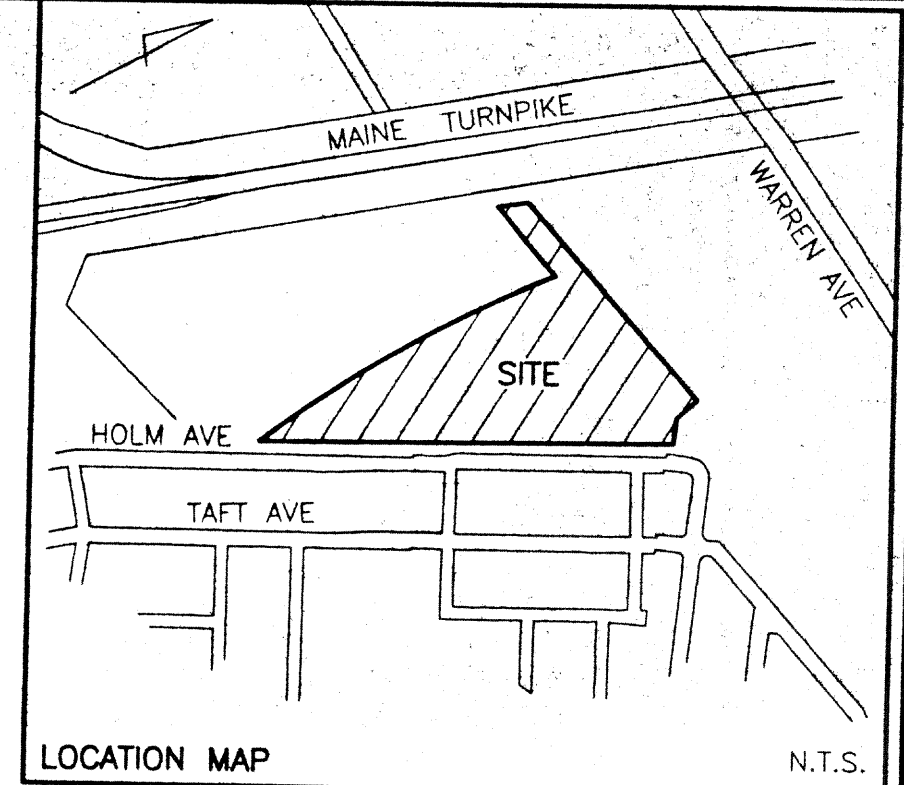 MAINE TURNPIKE
WARREN AVE
SITE
HOLM AVE
TAFT AVE
LOCATION MAP
N.T.S.